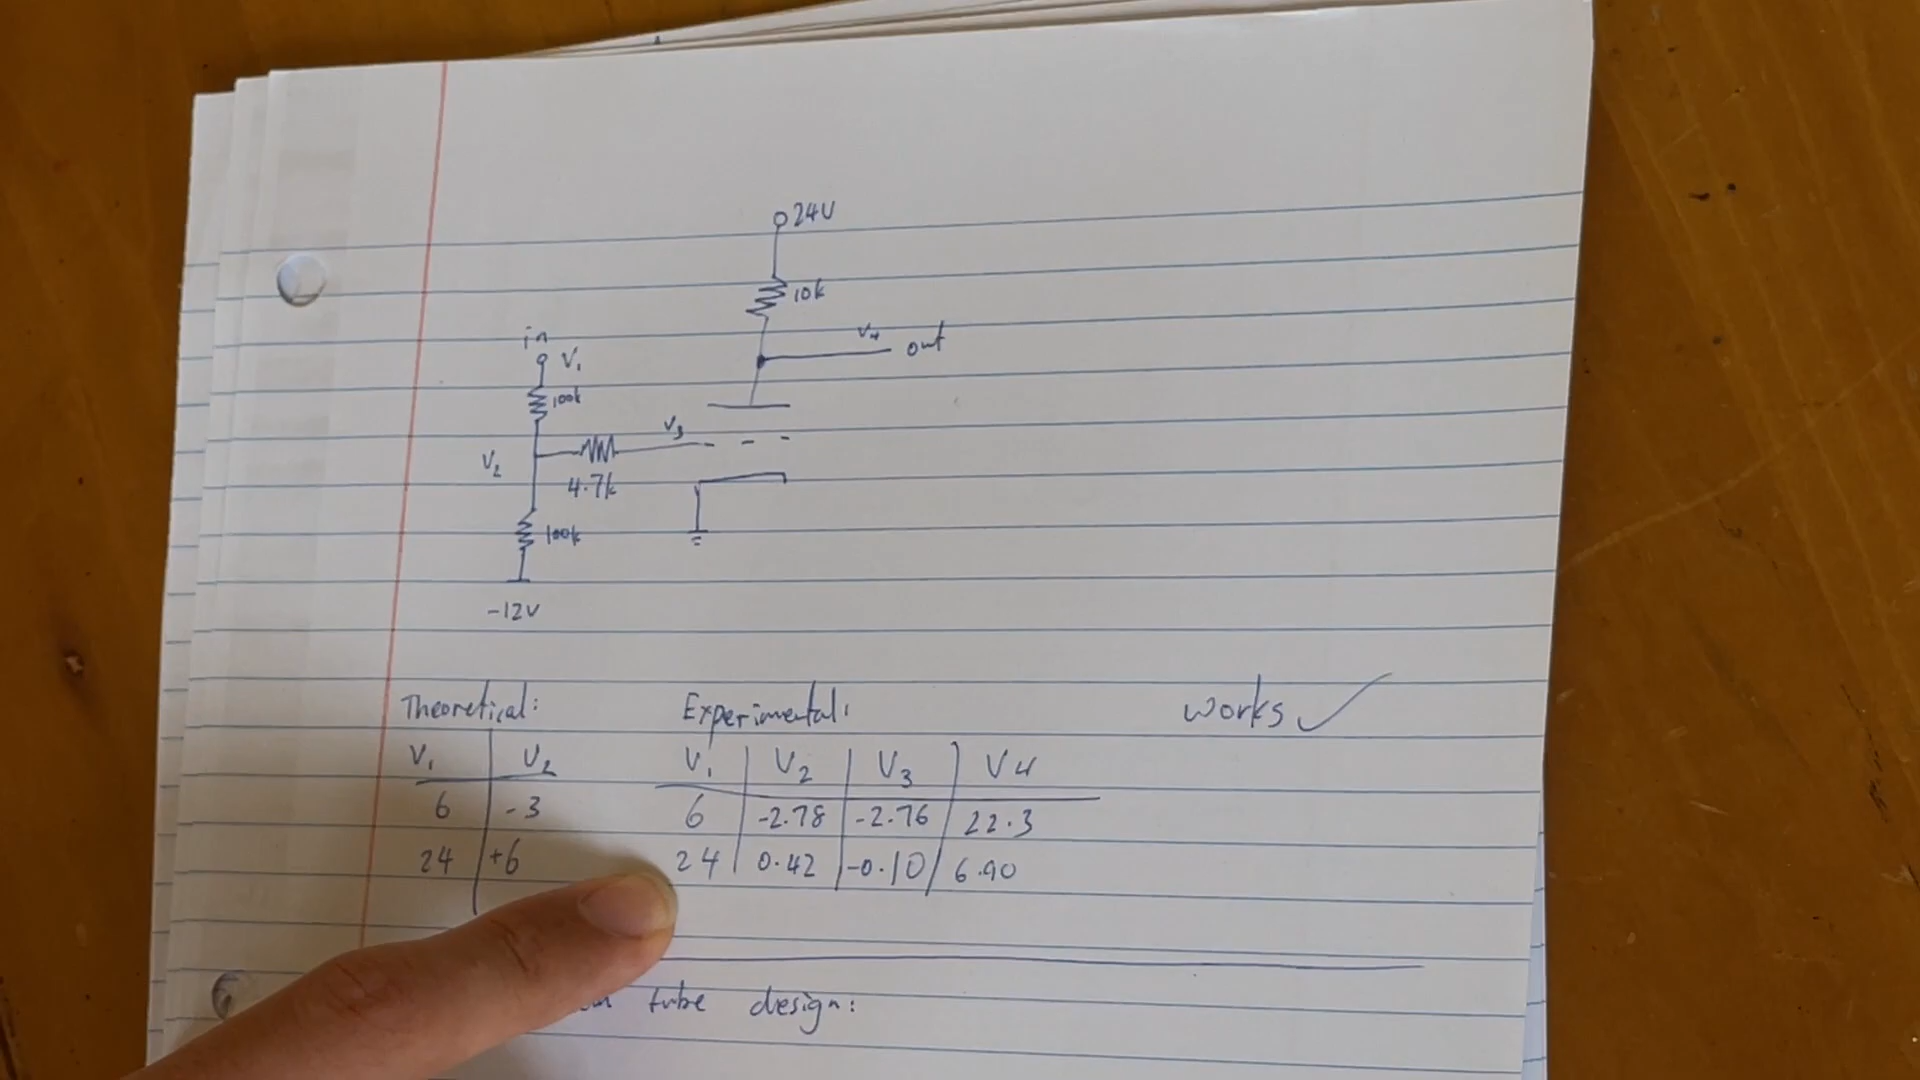 24V
10k
V4 out
in
V1
100k
V3
V2
4.7k
100k
-12V
Theoretical: Experimental: works ✓
V1 V2 V1 V2 V3 V4
6 -3 6 -2.78 -2.76 22.3
24 +6 24 0.42 -0.10 6.90
tube design: